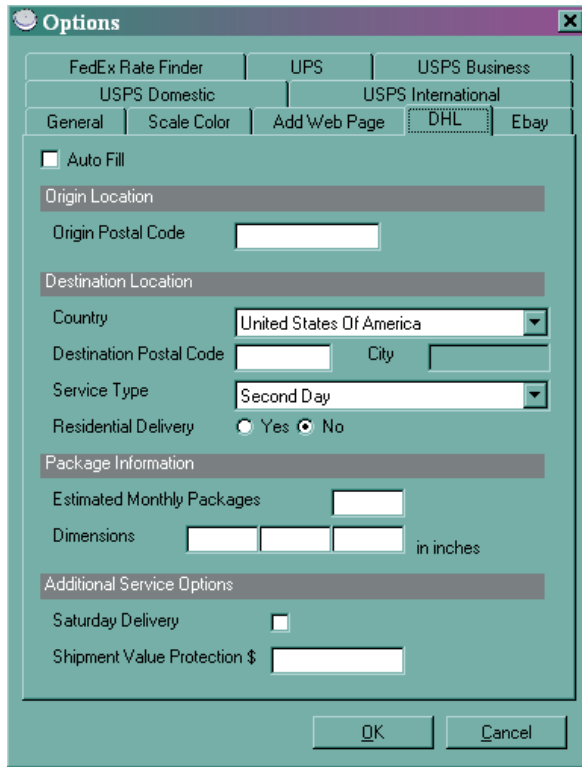 Options
FedEx Rate Finder UPS USPS Business
USPS Domestic USPS International
General Scale Color Add Web Page DHL Ebay
Auto Fill
Origin Location
Origin Postal Code
Destination Location
Country United States Of America
Destination Postal Code City
Service Type Second Day
Residential Delivery Yes No
Package Information
Estimated Monthly Packages
Dimensions in inches
Additional Service Options
Saturday Delivery
Shipment Value Protection $
OK Cancel